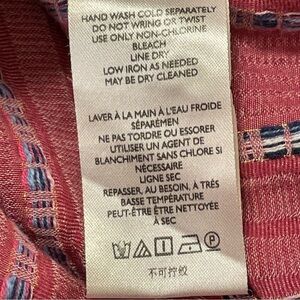 HAND WASH COLD SEPARATELY
DO NOT WRING OR TWIST
USE ONLY NON-CHLORINE
BLEACH
LINE DRY
LOW IRON AS NEEDED
MAY BE DRY CLEANED
LAVER À LA MAIN À L'EAU FROIDE
SÉPARÉMEN
NE PAS TORDRE OU ESSORER
UTILISER UN AGENT DE
BLANCHIMENT SANS CHLORE SI
NÉCESSAIRE
LIGNE SEC
REPASSER, AU BESOIN, À TRÈS
BASSE TEMPÉRATURE
PEUT-ÊTRE ÊTRE NETTOYÉE
À SEC
P
不可拧绞